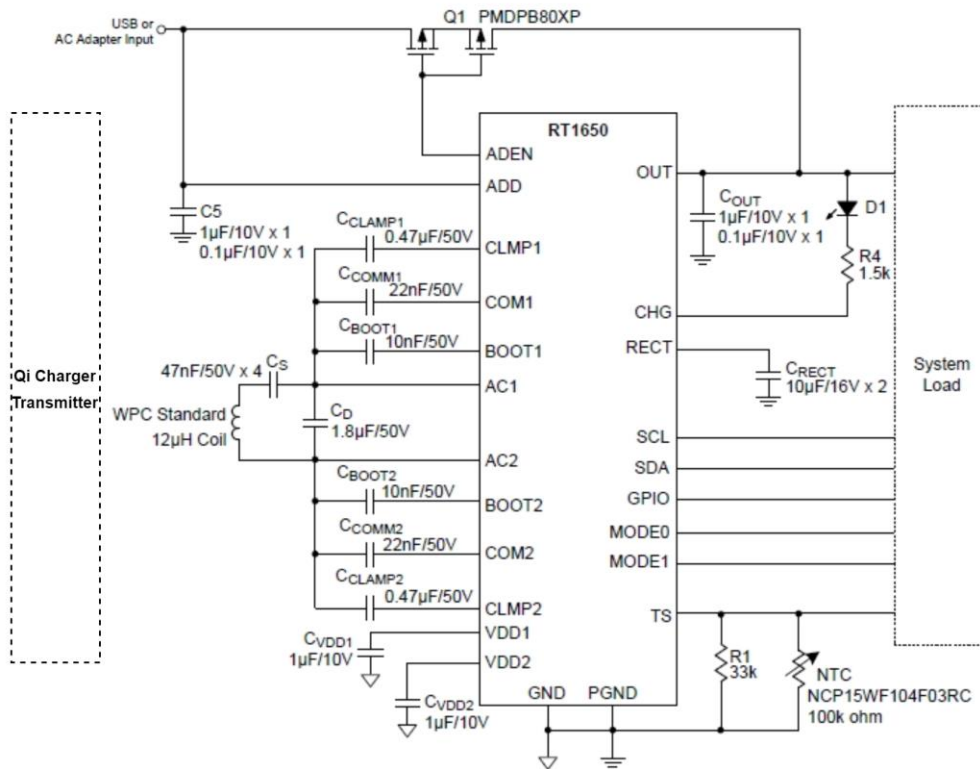 USB or
AC Adapter Input
Q1 PMDPB80XP
RT1650
ADEN
ADD
OUT
C5
1µF/10V x 1
0.1µF/10V x 1
COUT
1µF/10V x 1
0.1µF/10V x 1
D1
R4
1.5k
CCLAMP1
0.47µF/50V
CLMP1
CCOMM1
22nF/50V
COM1
CHG
CBOOT1
10nF/50V
BOOT1
RECT
CRECT
10µF/16V x 2
47nF/50V x 4
CS
AC1
Qi Charger
Transmitter
System
Load
WPC Standard
12µH Coil
CD
1.8µF/50V
SCL
AC2
SDA
CBOOT2
10nF/50V
BOOT2
GPIO
MODE0
CCOMM2
22nF/50V
COM2
MODE1
CCLAMP2
0.47µF/50V
CLMP2
TS
CVDD1
1µF/10V
VDD1
VDD2
CVDD2
1µF/10V
R1
33k
NTC
NCP15WF104F03RC
100k ohm
GND
PGND